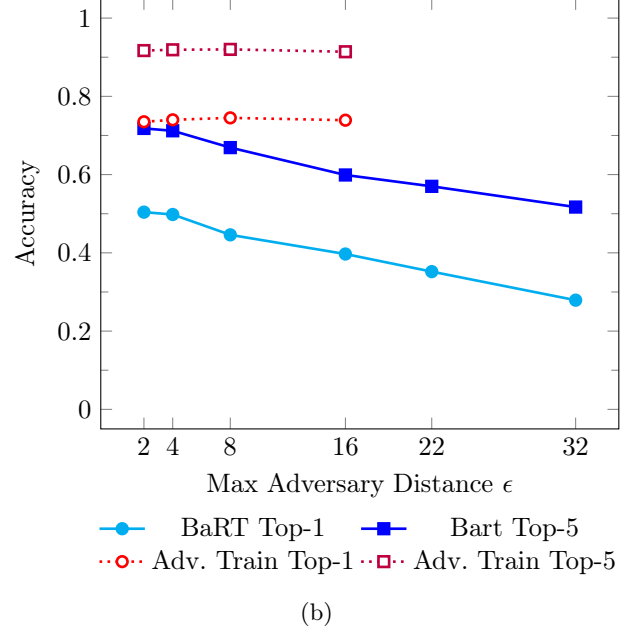 1
0.8
0.6
0.4
0.2
0
Accuracy
2 4 8 16 22 32
Max Adversary Distance ϵ
BaRT Top-1 Bart Top-5
Adv. Train Top-1 Adv. Train Top-5
(b)